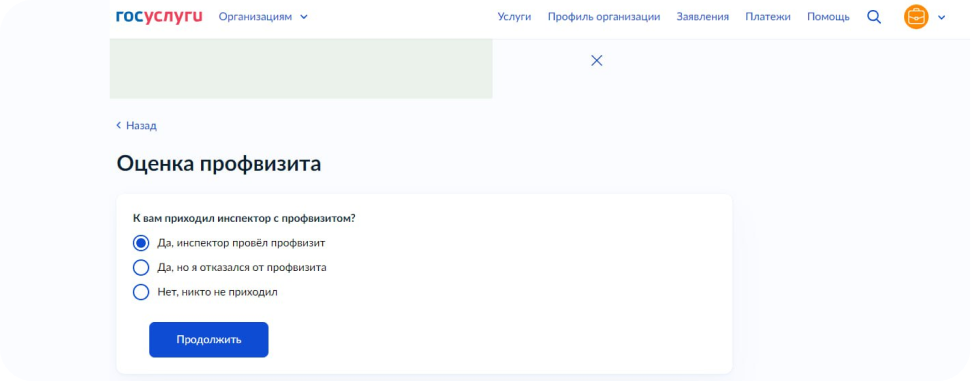 госуслуги Организациям Услуги Профиль организации Заявления Платежи Помощь
Назад
Оценка профвизита
К вам приходил инспектор с профвизитом?
Да, инспектор провёл профвизит
Да, но я отказался от профвизита
Нет, никто не приходил
Продолжить